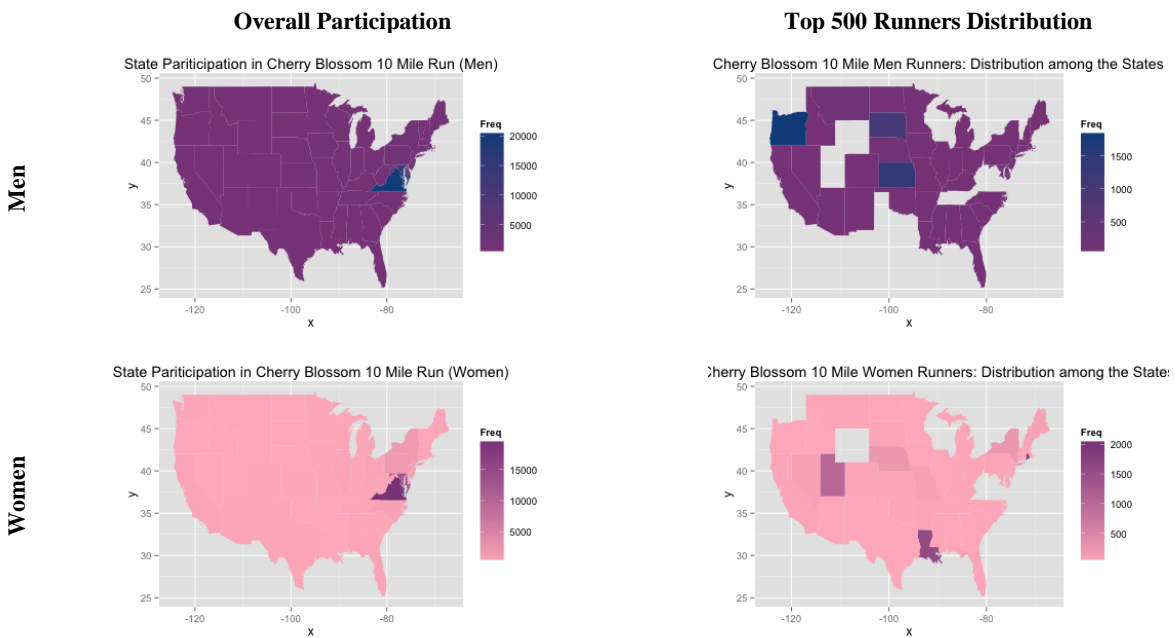 Overall Participation
Top 500 Runners Distribution
Men
State Pariticipation in Cherry Blossom 10 Mile Run (Men)
50
45
40
35
30
25
y
-120
-100
-80
x
Freq
20000
15000
10000
5000
Cherry Blossom 10 Mile Men Runners: Distribution among the States
50
45
40
35
30
25
y
-120
-100
-80
x
Freq
1500
1000
500
Women
State Pariticipation in Cherry Blossom 10 Mile Run (Women)
50
45
40
35
30
25
y
-120
-100
-80
x
Freq
15000
10000
5000
Cherry Blossom 10 Mile Women Runners: Distribution among the States
50
45
40
35
30
25
y
-120
-100
-80
x
Freq
2000
1500
1000
500